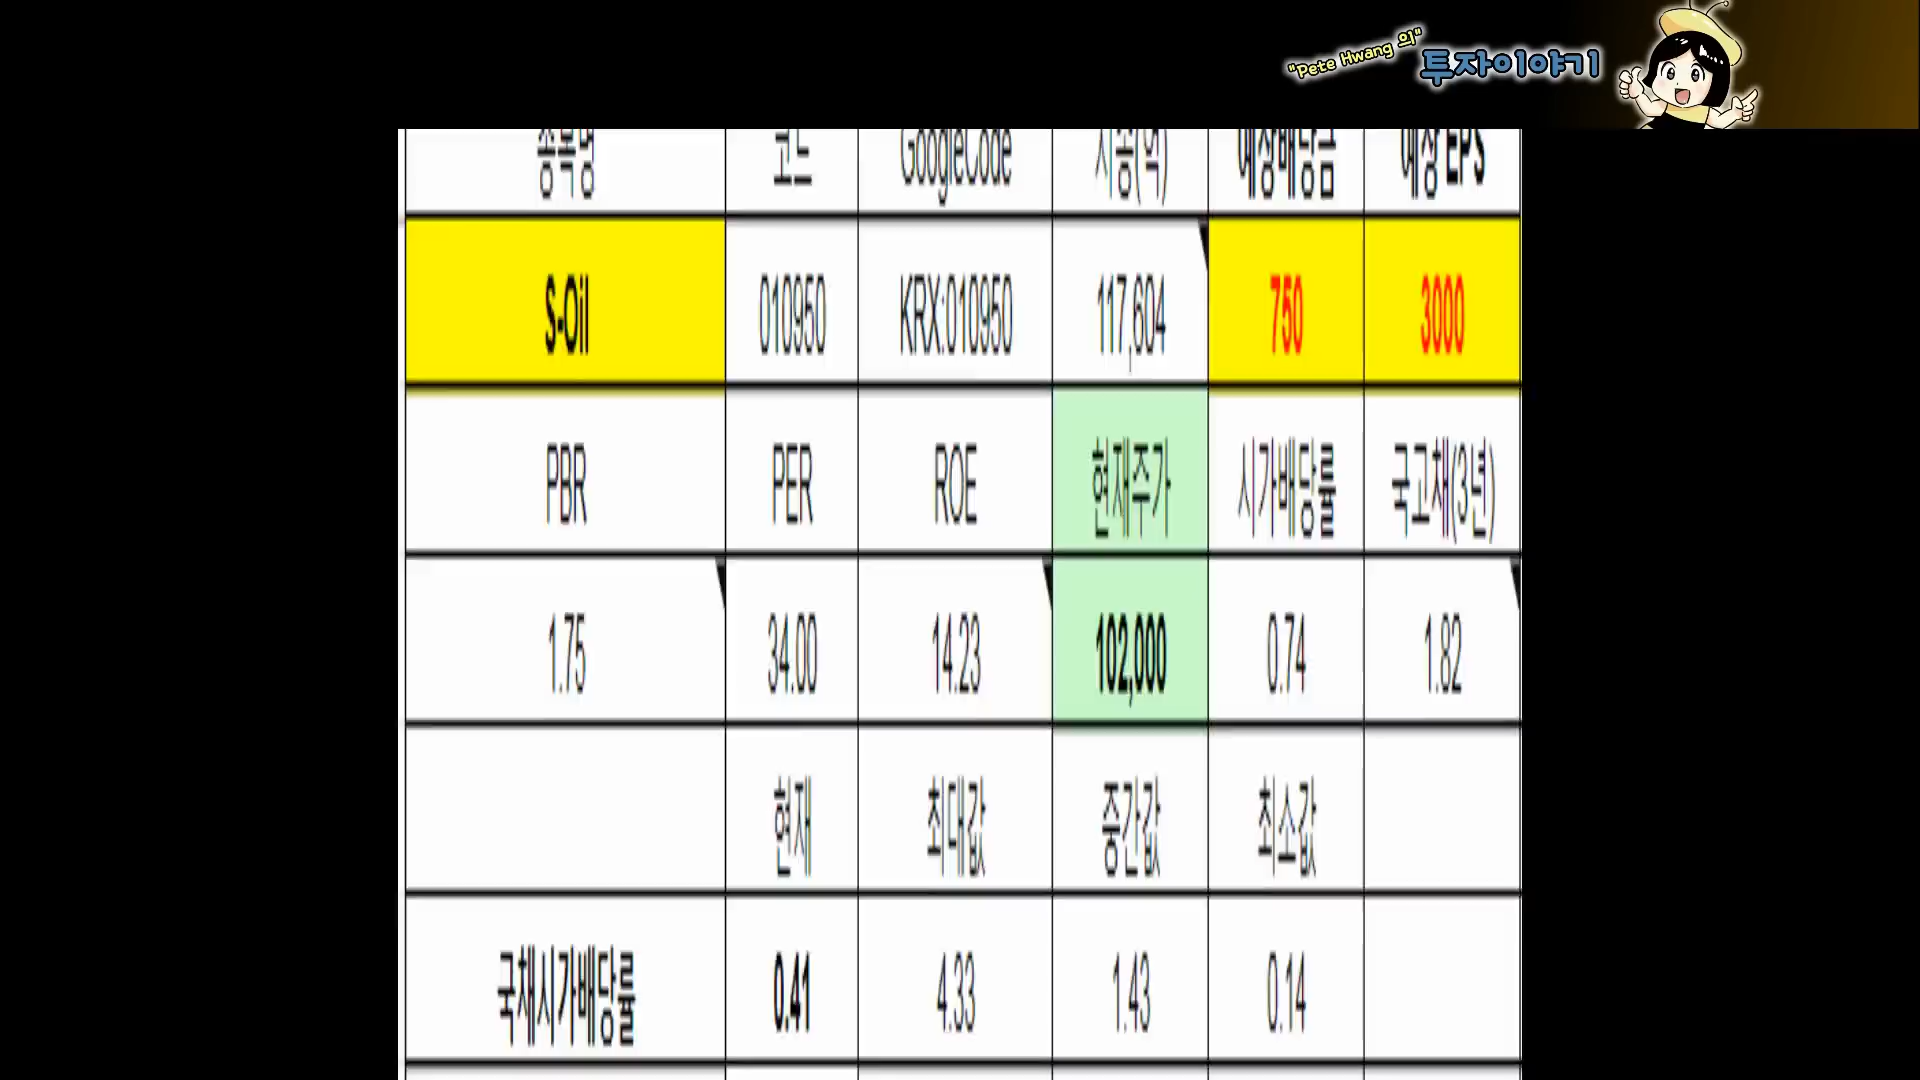 "Pete Hwang 의"
투자이야기
종목명 코드 GoogleCode 시총(억) 예상배당금 예상 EPS
S-Oil 010950 KRX:010950 117,604 750 3000
PBR PER ROE 현재주가 시가배당률 국고채(3년)
1.75 34.00 14.23 102,000 0.74 1.82
현재 최대값 중간값 최소값
국채시가배당률 0.41 4.33 1.43 0.14